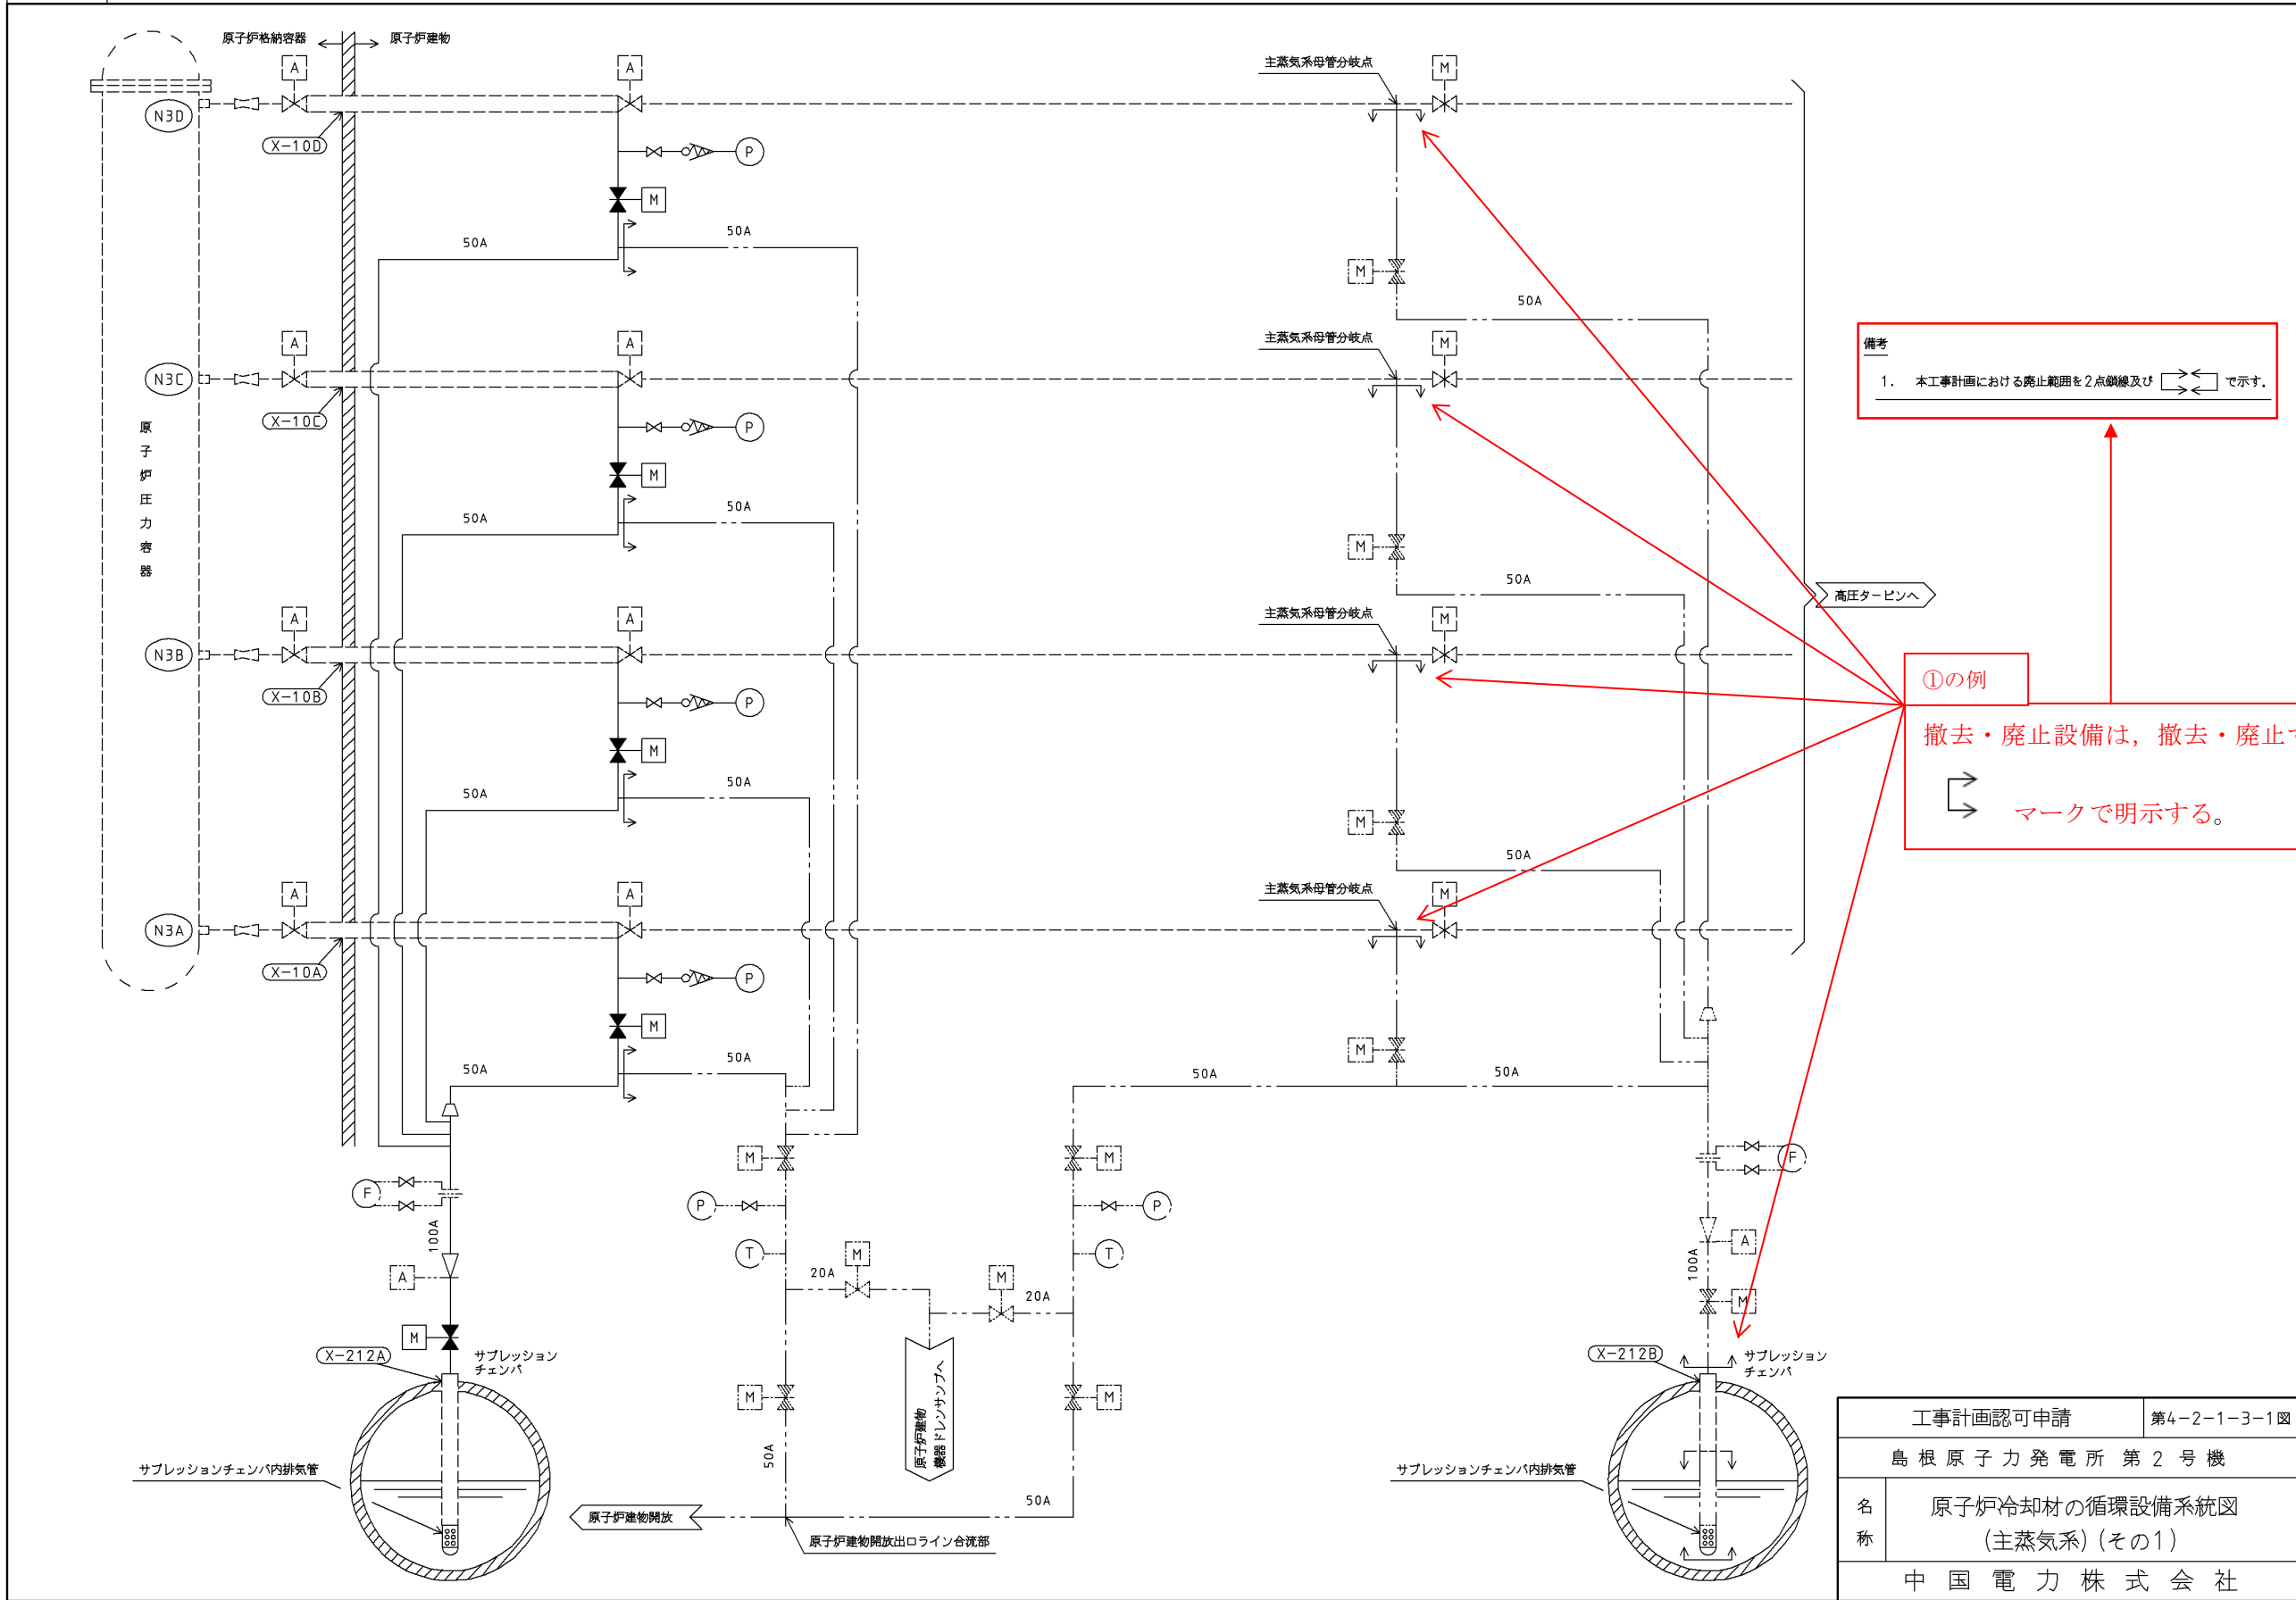 原子炉格納容器
原子炉建物
主蒸気系母管分岐点
A
A
M
N3D
X-10D
P
M
50A
50A
M
50A
主蒸気系母管分岐点
A
A
M
N3C
X-10C
P
M
50A
50A
M
50A
原子炉圧力容器
備考
1. 本工事計画における廃止範囲を2点鎖線及び で示す.
主蒸気系母管分岐点
A
A
M
N3B
X-10B
P
M
50A
50A
M
50A
高圧タービンへ
①の例
撤去・廃止設備は, 撤去・廃止
マークで明示する。
主蒸気系母管分岐点
A
A
M
N3A
X-10A
P
M
50A
50A
M
50A
50A
M
M
F
F
P
P
100A
T
T
M
A
A
20A
M
20A
100A
M
M
X-212A
サプレッション
チェンバ
原子炉建物
機器ドレンサンプへ
X-212B
サプレッション
チェンバ
M
M
50A
サプレッションチェンバ内排気管
サプレッションチェンバ内排気管
50A
原子炉建物開放
原子炉建物開放出口ライン合流部
工事計画認可申請
第4-2-1-3-1図
島根原子力発電所 第2号機
名称
原子炉冷却材の循環設備系統図
(主蒸気系)(その1)
中国電力株式会社